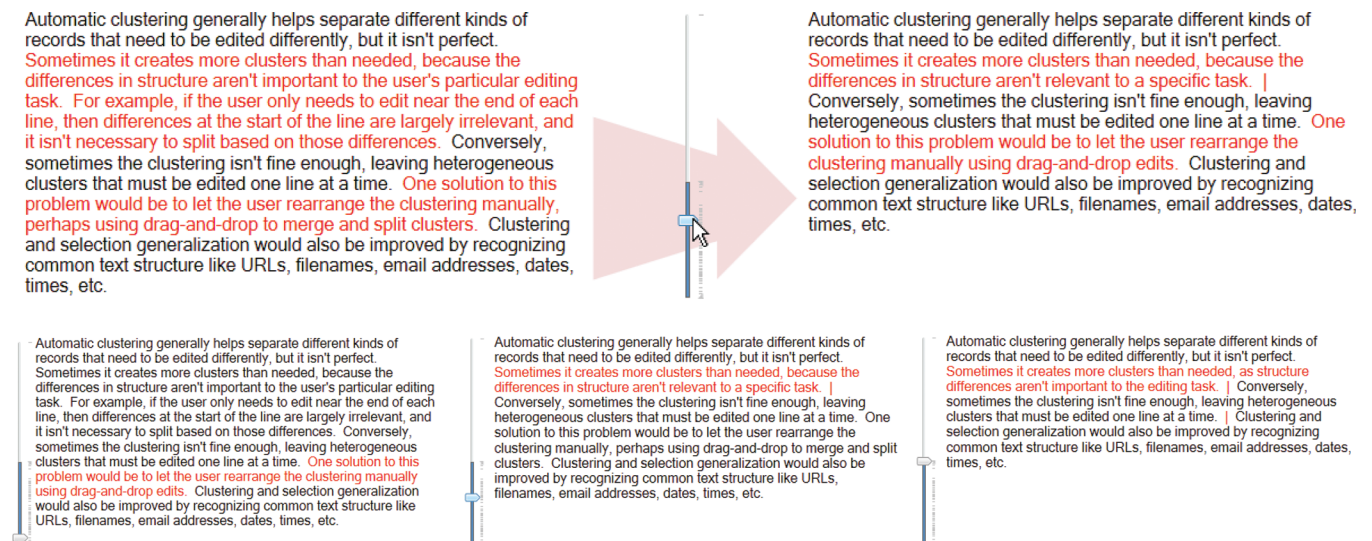 Automatic clustering generally helps separate different kinds of
records that need to be edited differently, but it isn't perfect.
Sometimes it creates more clusters than needed, because the
differences in structure aren't important to the user's particular editing
task.  For example, if the user only needs to edit near the end of each
line, then differences at the start of the line are largely irrelevant, and
it isn't necessary to split based on those differences.  Conversely,
sometimes the clustering isn't fine enough, leaving heterogeneous
clusters that must be edited one line at a time.  One solution to this
problem would be to let the user rearrange the clustering manually,
perhaps using drag-and-drop to merge and split clusters.  Clustering
and selection generalization would also be improved by recognizing
common text structure like URLs, filenames, email addresses, dates,
times, etc.
Automatic clustering generally helps separate different kinds of
records that need to be edited differently, but it isn't perfect.
Sometimes it creates more clusters than needed, because the
differences in structure aren't relevant to a specific task.  |
Conversely, sometimes the clustering isn't fine enough, leaving
heterogeneous clusters that must be edited one line at a time.  One
solution to this problem would be to let the user rearrange the
clustering manually using drag-and-drop edits.  Clustering and
selection generalization would also be improved by recognizing
common text structure like URLs, filenames, email addresses, dates,
times, etc.
Automatic clustering generally helps separate different kinds of
records that need to be edited differently, but it isn't perfect.
Sometimes it creates more clusters than needed, because the
differences in structure aren't important to the user's particular editing
task.  For example, if the user only needs to edit near the end of each
line, then differences at the start of the line are largely irrelevant, and
it isn't necessary to split based on those differences.  Conversely,
sometimes the clustering isn't fine enough, leaving heterogeneous
clusters that must be edited one line at a time.  One solution to this
problem would be to let the user rearrange the clustering manually
using drag-and-drop edits.  Clustering and selection generalization
would also be improved by recognizing common text structure like
URLs, filenames, email addresses, dates, times, etc.
Automatic clustering generally helps separate different kinds of
records that need to be edited differently, but it isn't perfect.
Sometimes it creates more clusters than needed, because the
differences in structure aren't relevant to a specific task.  |
Conversely, sometimes the clustering isn't fine enough, leaving
heterogeneous clusters that must be edited one line at a time.  One
solution to this problem would be to let the user rearrange the
clustering manually, perhaps using drag-and-drop to merge and split
clusters.  Clustering and selection generalization would also be
improved by recognizing common text structure like URLs,
filenames, email addresses, dates, times, etc.
Automatic clustering generally helps separate different kinds of
records that need to be edited differently, but it isn't perfect.
Sometimes it creates more clusters than needed, as structure
differences aren't important to the editing task.  |  Conversely,
sometimes the clustering isn't fine enough, leaving heterogeneous
clusters that must be edited one line at a time.  |  Clustering and
selection generalization would also be improved by recognizing
common text structure like URLs, filenames, email addresses, dates,
times, etc.